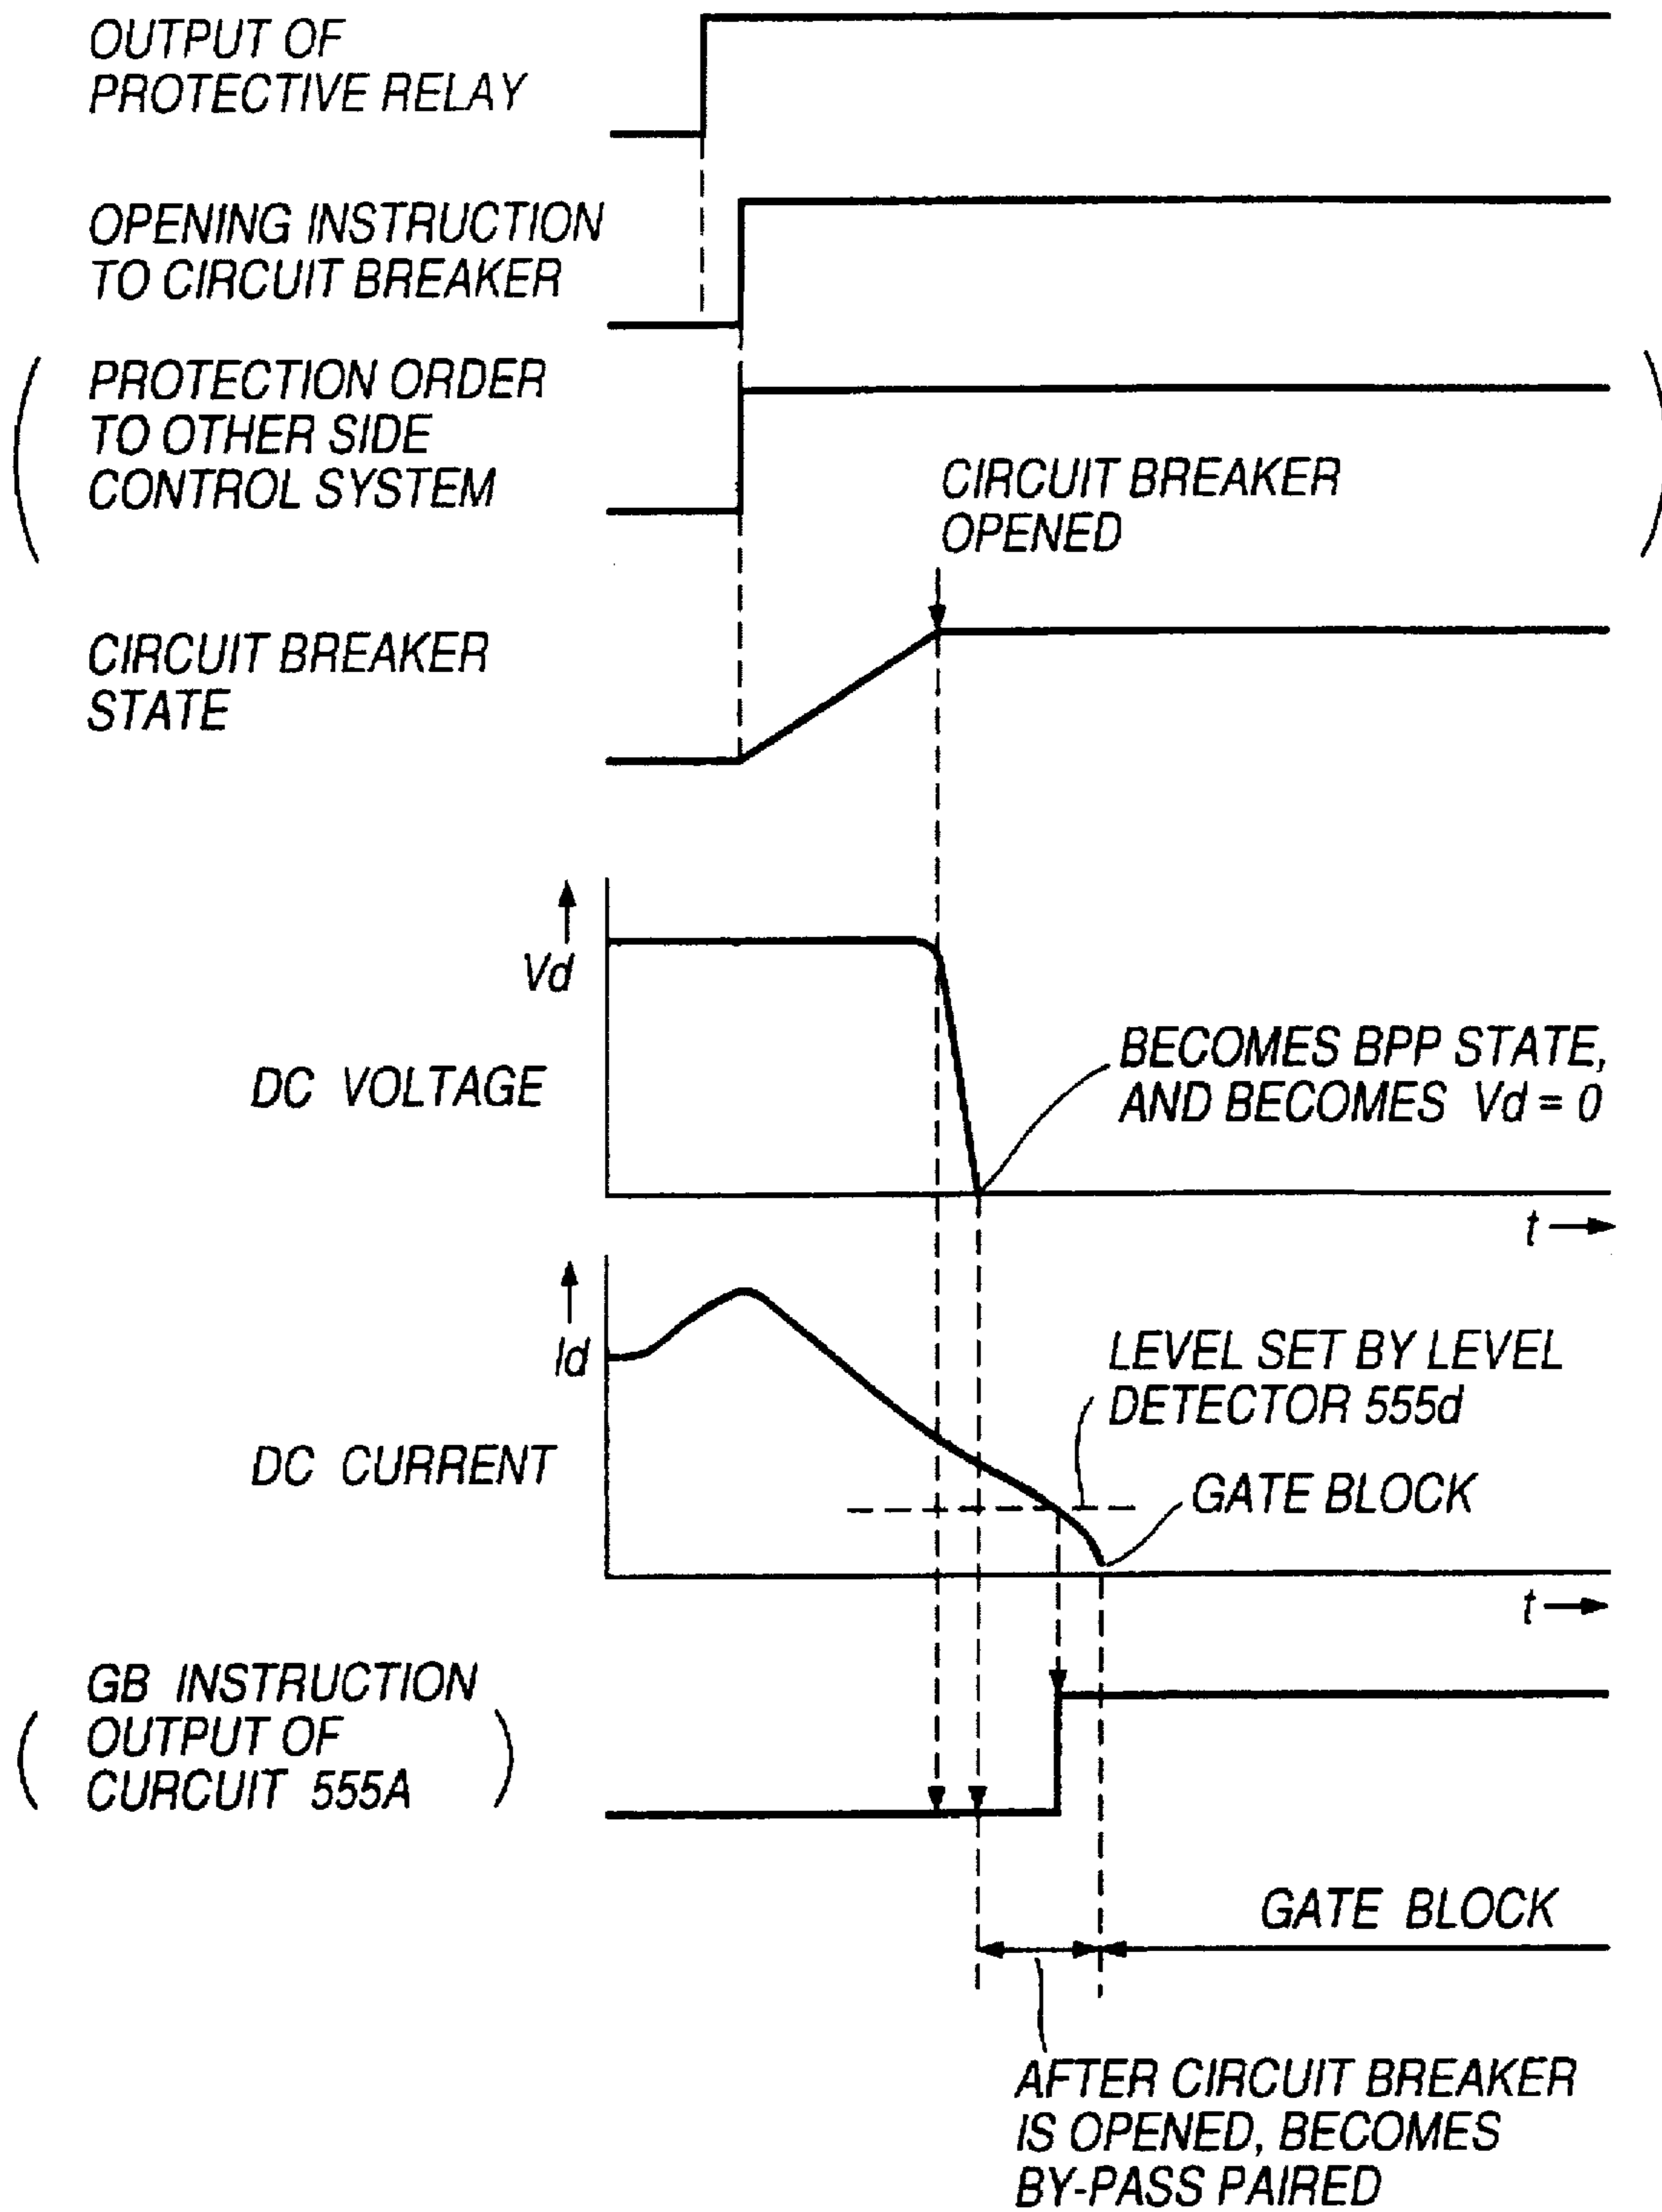 OUTPUT OF
PROTECTIVE RELAY
OPENING INSTRUCTION
TO CIRCUIT BREAKER
PROTECTION ORDER
TO OTHER SIDE
CONTROL SYSTEM
CIRCUIT BREAKER
OPENED
CIRCUIT BREAKER
STATE
Vd
DC VOLTAGE
BECOMES BPP STATE,
AND BECOMES Vd = 0
t
Id
DC CURRENT
LEVEL SET BY LEVEL
DETECTOR 555d
GATE BLOCK
t
GB INSTRUCTION
OUTPUT OF
CURCUIT 555A
GATE BLOCK
AFTER CIRCUIT BREAKER
IS OPENED, BECOMES
BY-PASS PAIRED